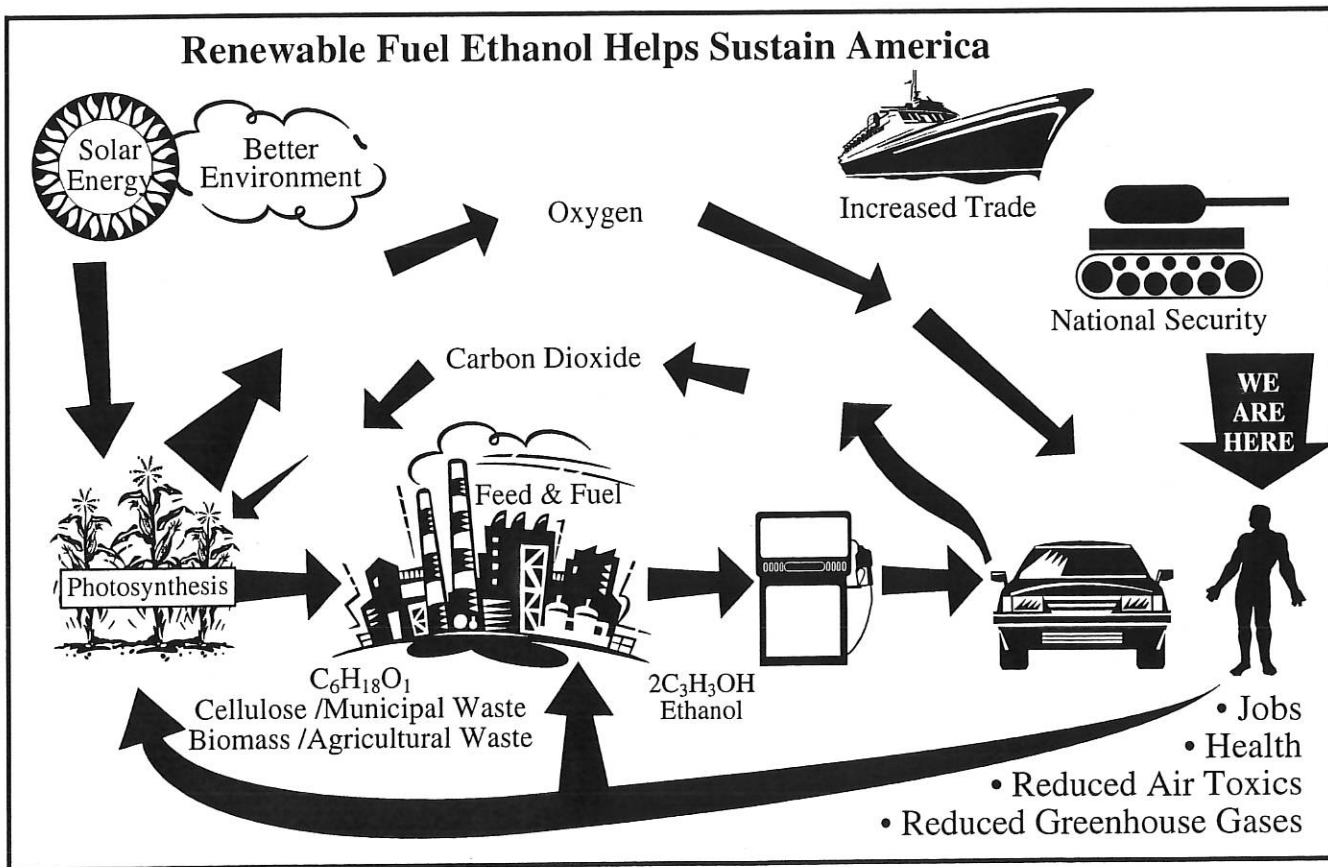 Renewable Fuel Ethanol Helps Sustain America
Solar
Energy
Better
Environment
Oxygen
Increased Trade
National Security
Carbon Dioxide
WE
ARE
HERE
Feed & Fuel
Photosynthesis
C₆H₁₈O₁
Cellulose /Municipal Waste
Biomass /Agricultural Waste
2C₃H₃OH
Ethanol
• Jobs
• Health
• Reduced Air Toxics
• Reduced Greenhouse Gases